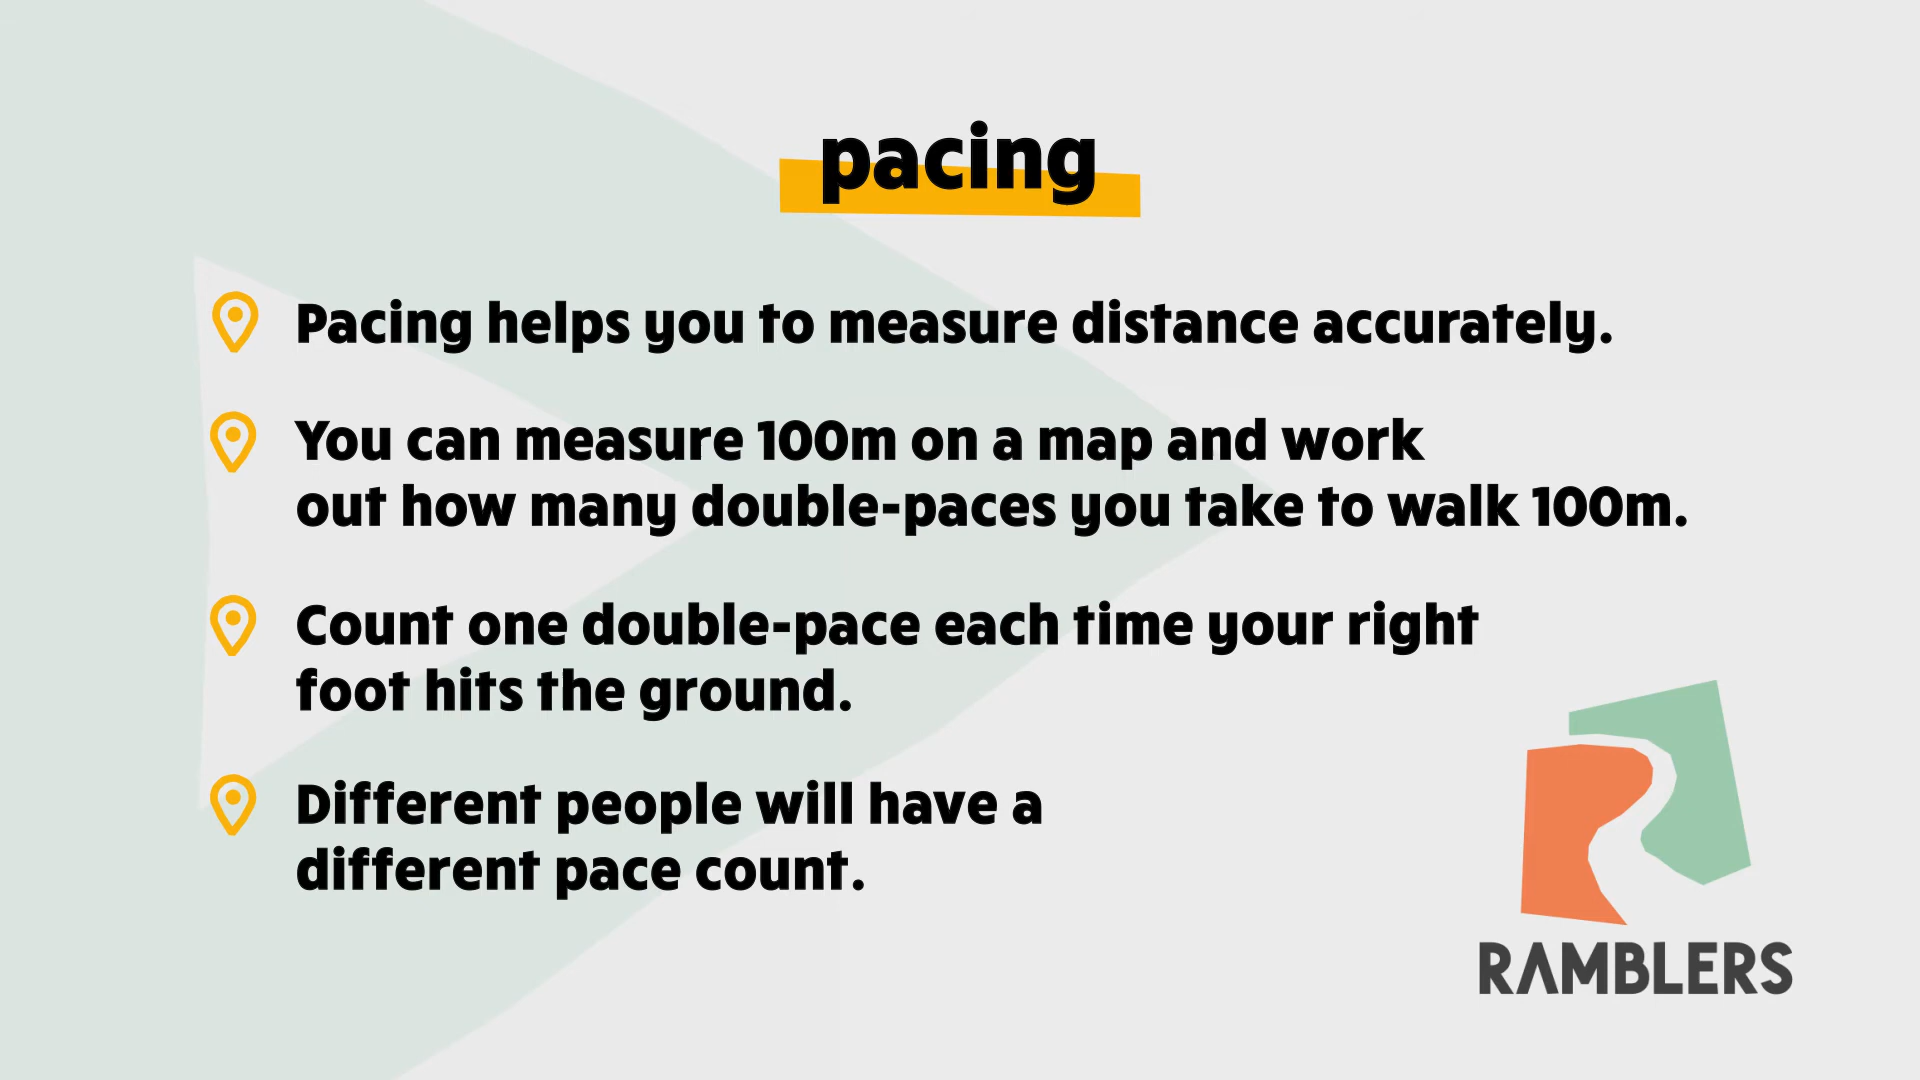 pacing
Pacing helps you to measure distance accurately.
You can measure 100m on a map and work
out how many double-paces you take to walk 100m.
Count one double-pace each time your right
foot hits the ground.
Different people will have a
different pace count.
RAMBLERS